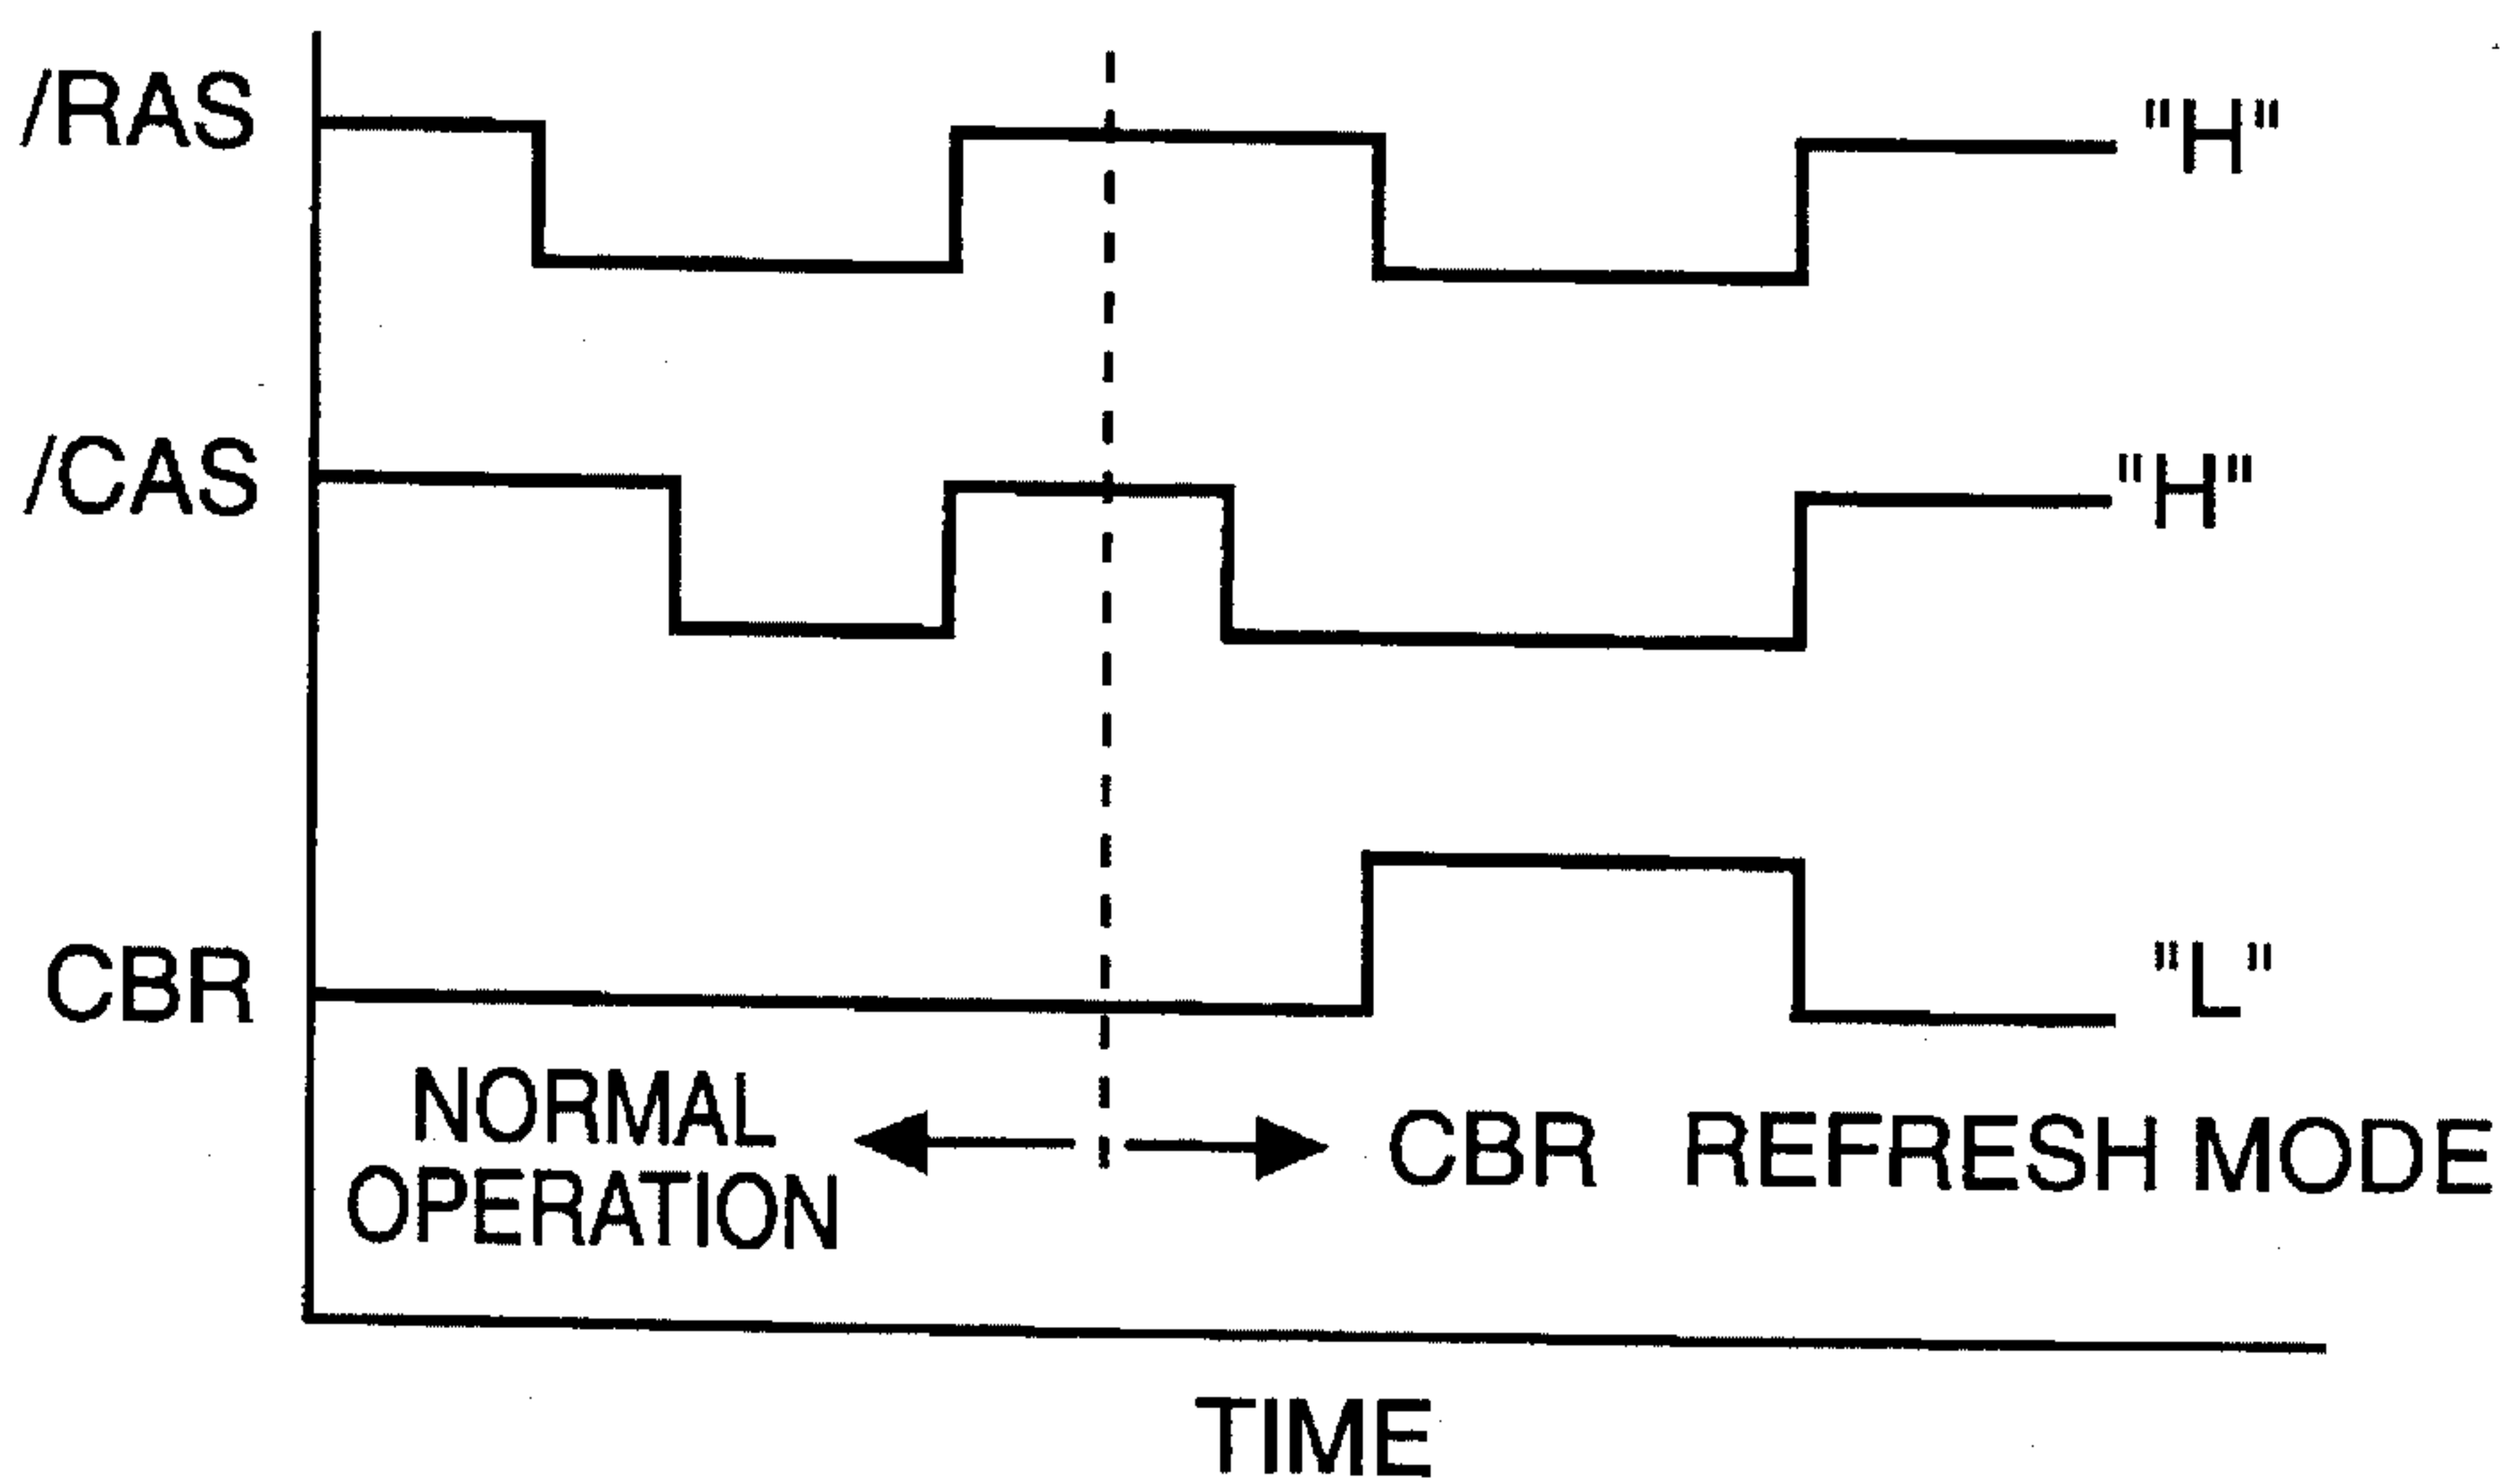 /RAS
"H"
/CAS
"H"
CBR
"L"
NORMAL
OPERATION
CBR REFRESH MODE
TIME